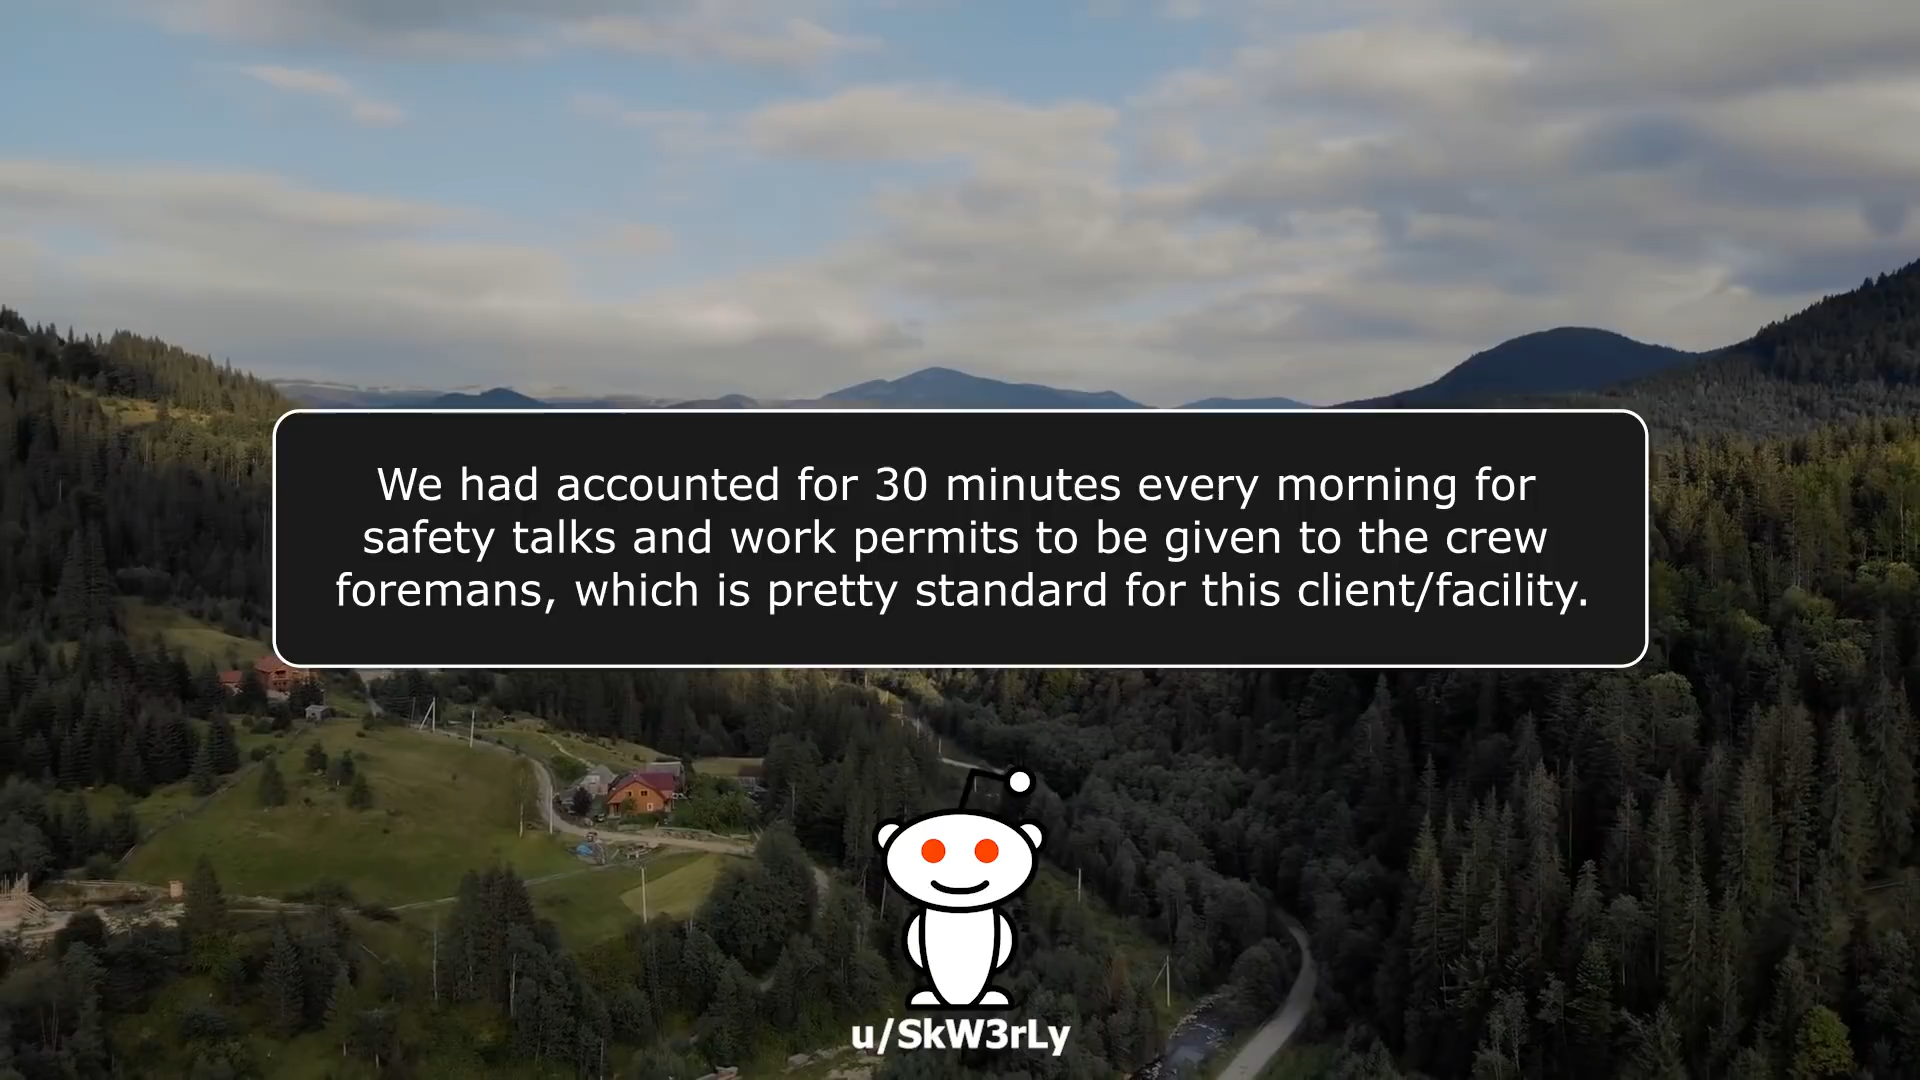 We had accounted for 30 minutes every morning for
safety talks and work permits to be given to the crew
foremans, which is pretty standard for this client/facility.
u/SkW3rLy